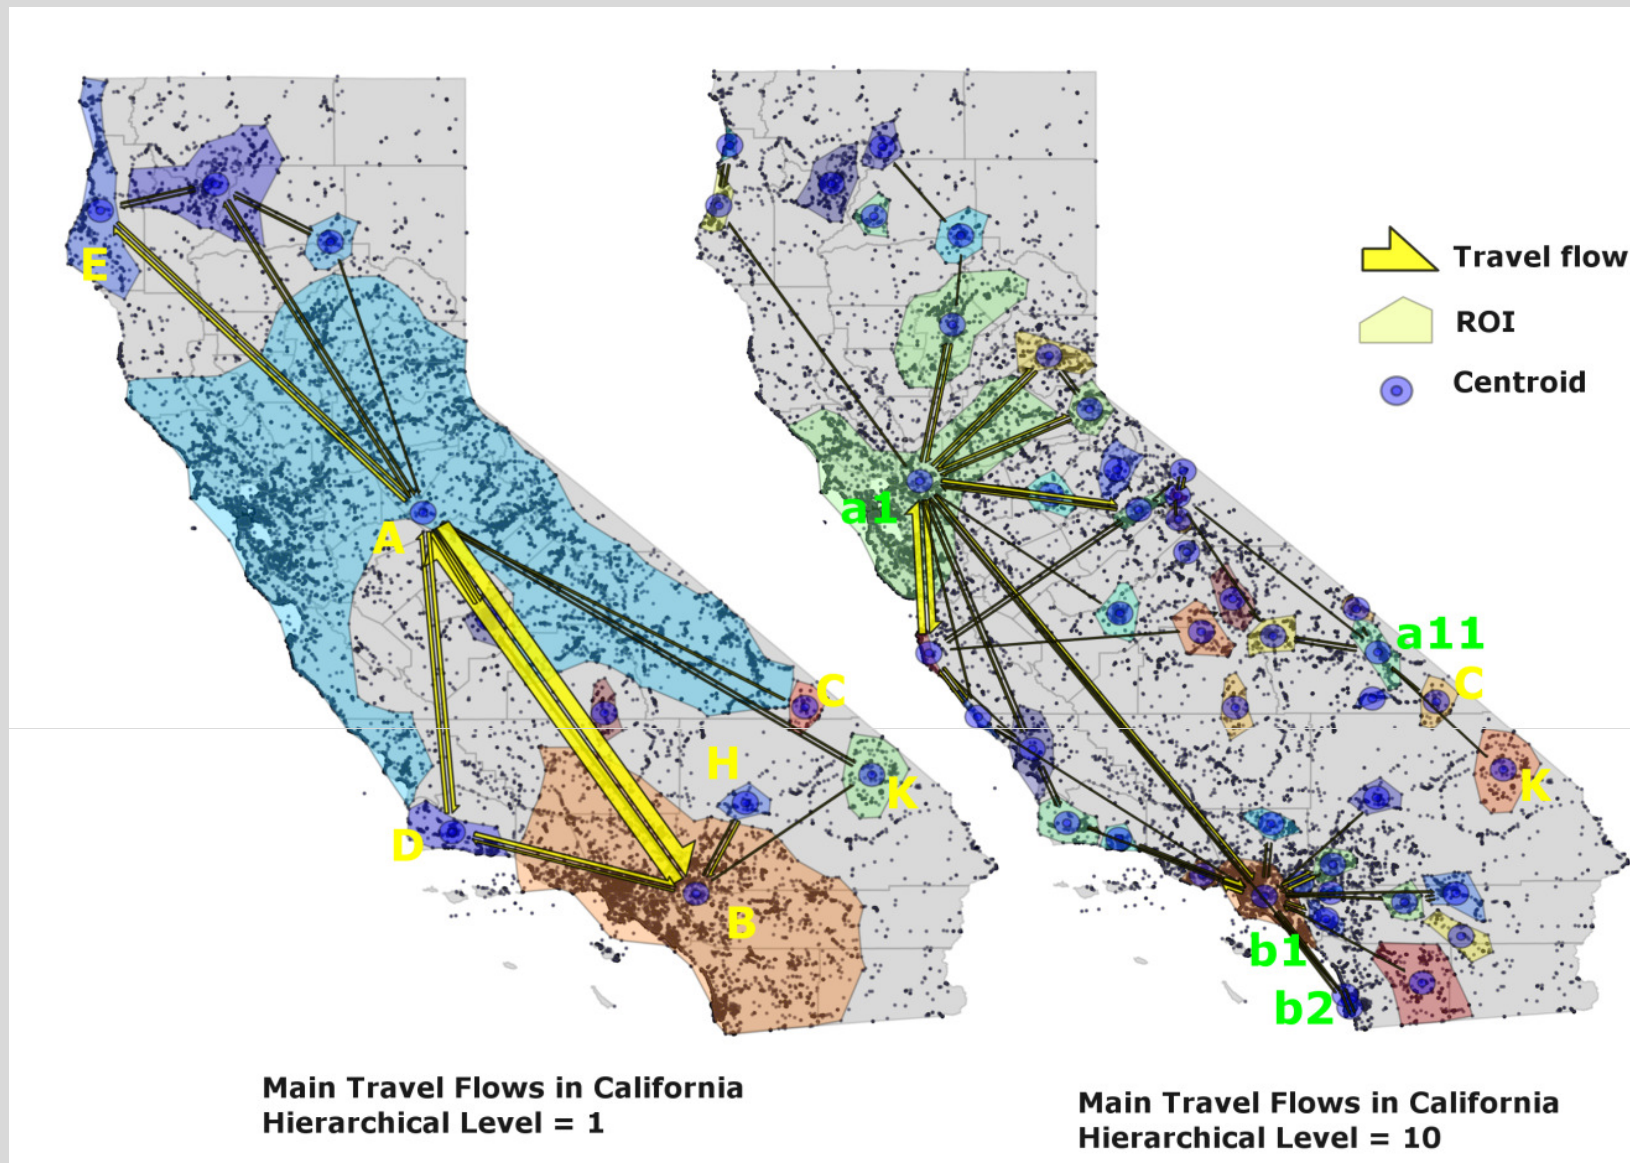 Travel flow
ROI
Centroid
E
A
C
H
K
D
B
a1
a11
C
K
b1
b2
Main Travel Flows in California
Hierarchical Level = 1
Main Travel Flows in California
Hierarchical Level = 10